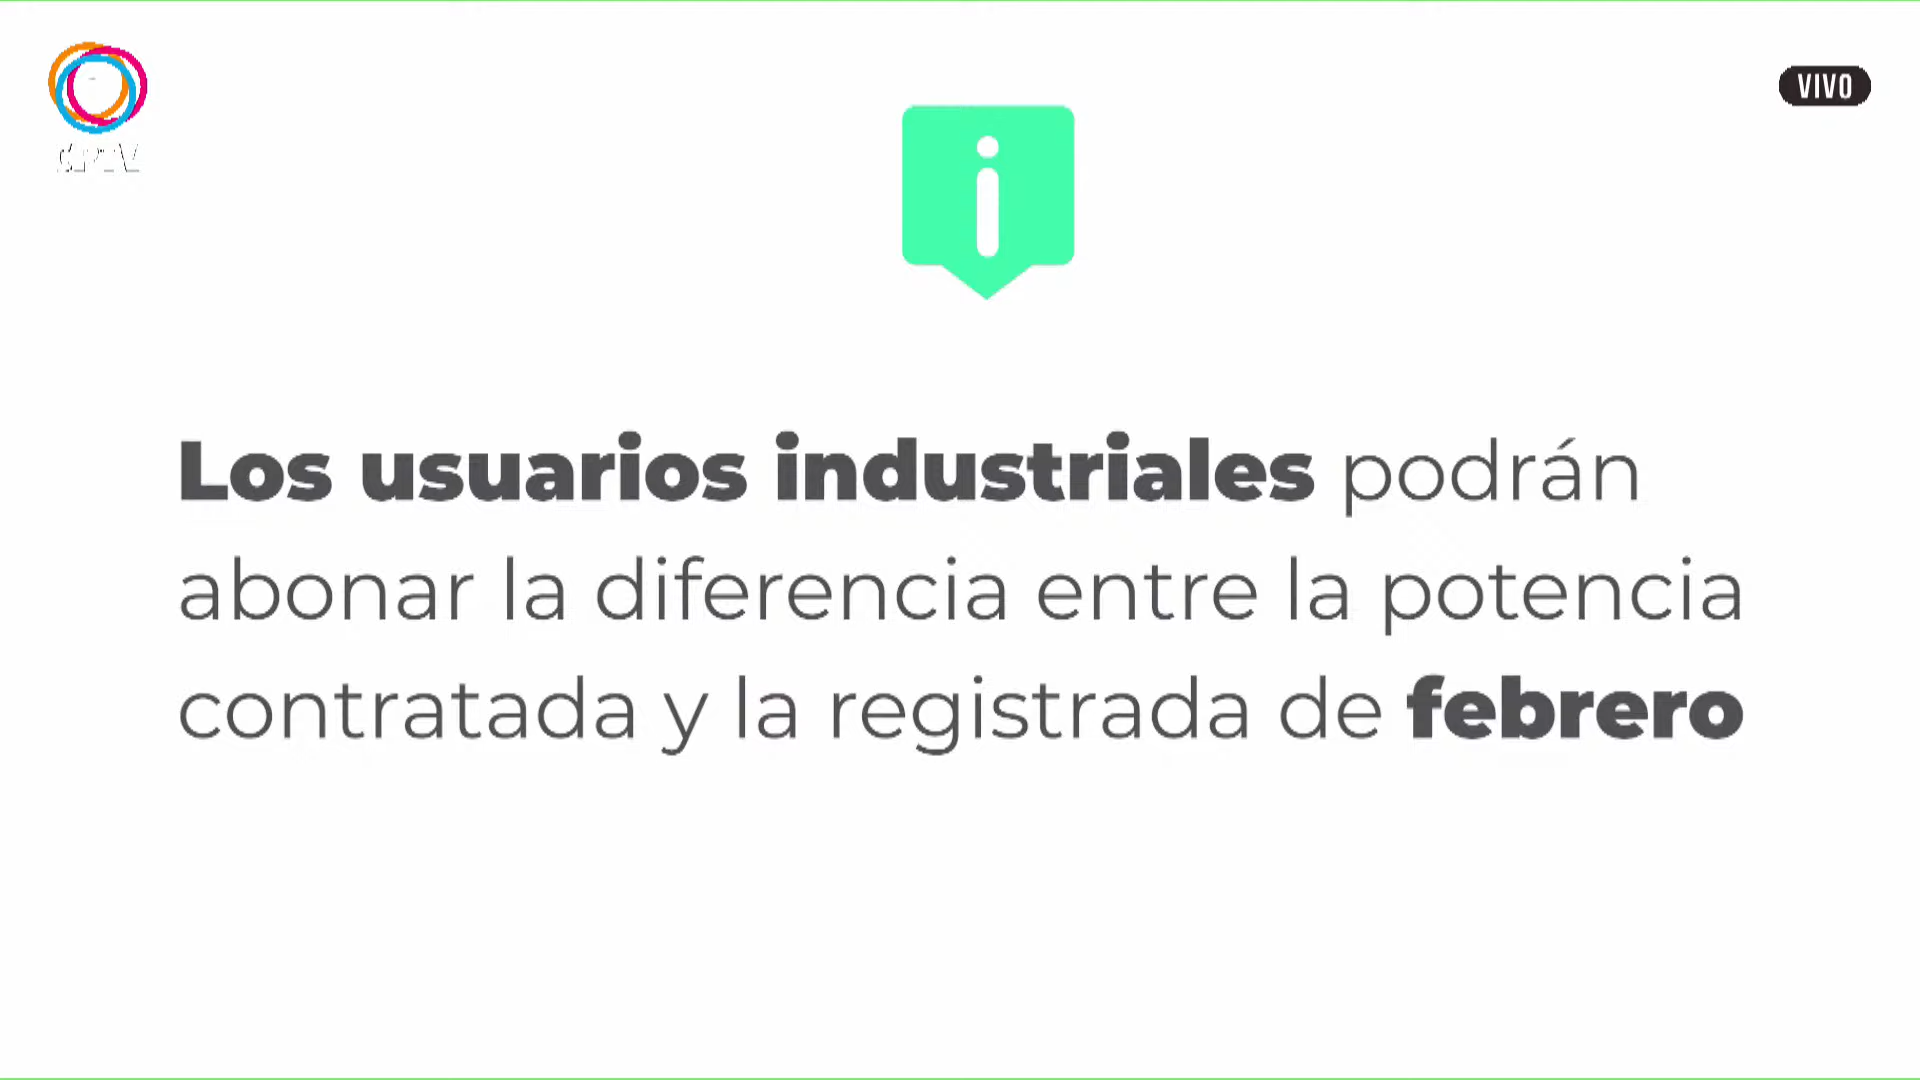 VIVO
i
Los usuarios industriales podrán
abonar la diferencia entre la potencia
contratada y la registrada de febrero